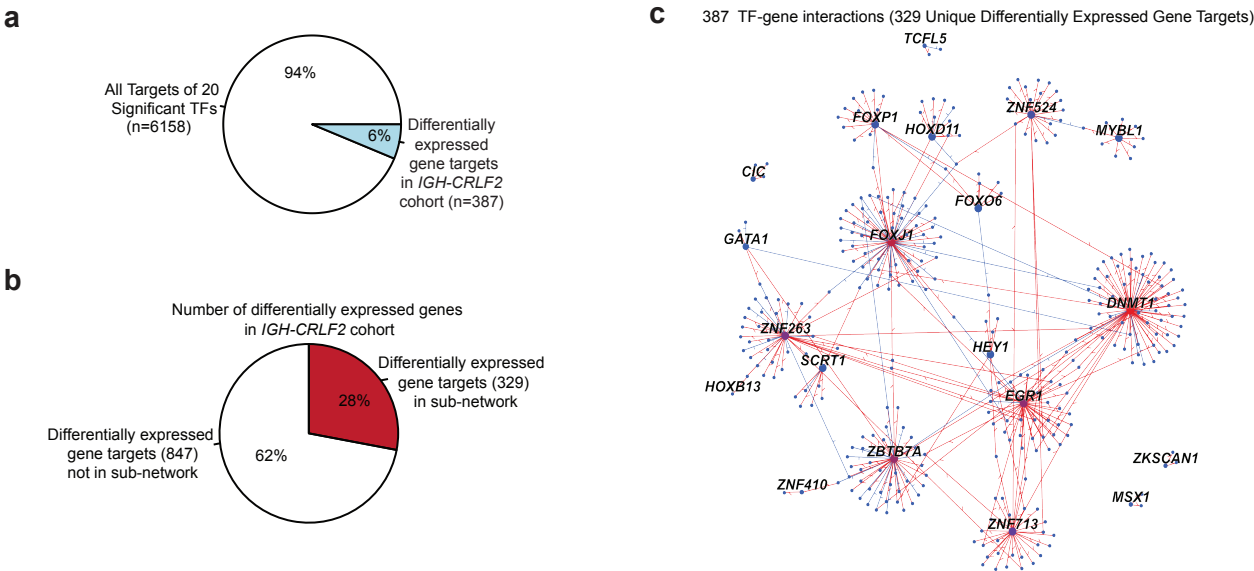 a
94%
All Targets of 20
Significant TFs
(n=6158)
6%
Differentially
expressed
gene targets
in IGH-CRLF2
cohort (n=387)
b
Number of differentially expressed genes
in IGH-CRLF2 cohort
Differentially expressed
gene targets (329)
in sub-network
28%
62%
Differentially expressed
gene targets (847)
not in sub-network
c
387 TF-gene interactions (329 Unique Differentially Expressed Gene Targets)
TCFL5
FOXP1
HOXD11
ZNF524
MYBL1
CIC
FOXO6
GATA1
FOXJ1
DNMT1
ZNF263
HEY1
SCRT1
HOXB13
EGR1
ZBTB7A
ZKSCAN1
ZNF410
MSX1
ZNF713